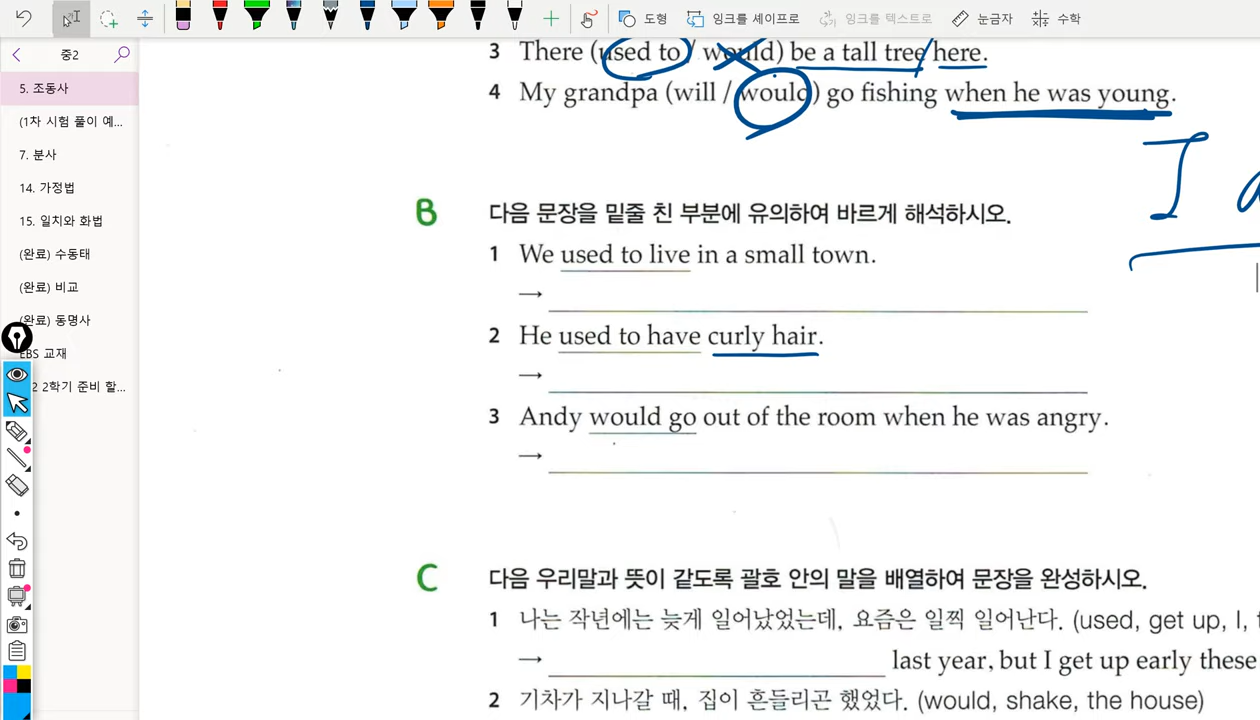 도형
잉크를 셰이프로
잉크를 텍스트로
눈금자
수학
중2
5. 조동사
(1차 시험 풀이 예...
7. 분사
14. 가정법
15. 일치와 화법
(완료) 수동태
(완료) 비교
(완료) 동명사
EBS 교재
2 2학기 준비 할...
3 There (used to / would) be a tall tree / here.
4 My grandpa (will / would) go fishing when he was young.
I
B 다음 문장을 밑줄 친 부분에 유의하여 바르게 해석하시오.
1 We used to live in a small town.
→
2 He used to have curly hair.
→
3 Andy would go out of the room when he was angry.
→
C 다음 우리말과 뜻이 같도록 괄호 안의 말을 배열하여 문장을 완성하시오.
1 나는 작년에는 늦게 일어났었는데, 요즘은 일찍 일어난다. (used, get up, I,
→ last year, but I get up early these
2 기차가 지나갈 때, 집이 흔들리곤 했었다. (would, shake, the house)